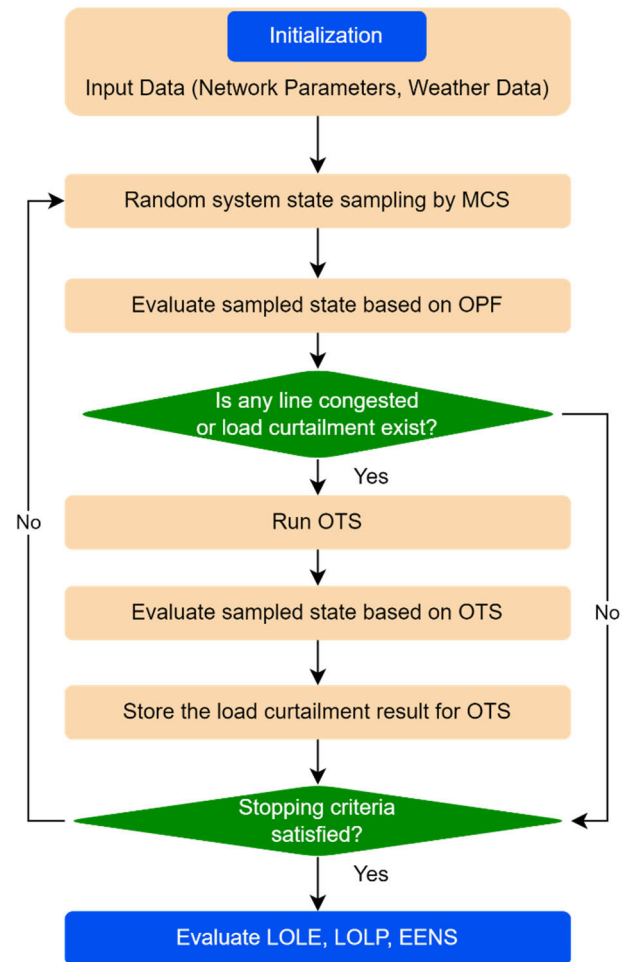 Initialization
Input Data (Network Parameters, Weather Data)
Random system state sampling by MCS
Evaluate sampled state based on OPF
Is any line congested
or load curtailment exist?
Yes
No
Run OTS
Evaluate sampled state based on OTS
No
Store the load curtailment result for OTS
Stopping criteria
satisfied?
Yes
Evaluate LOLE, LOLP, EENS